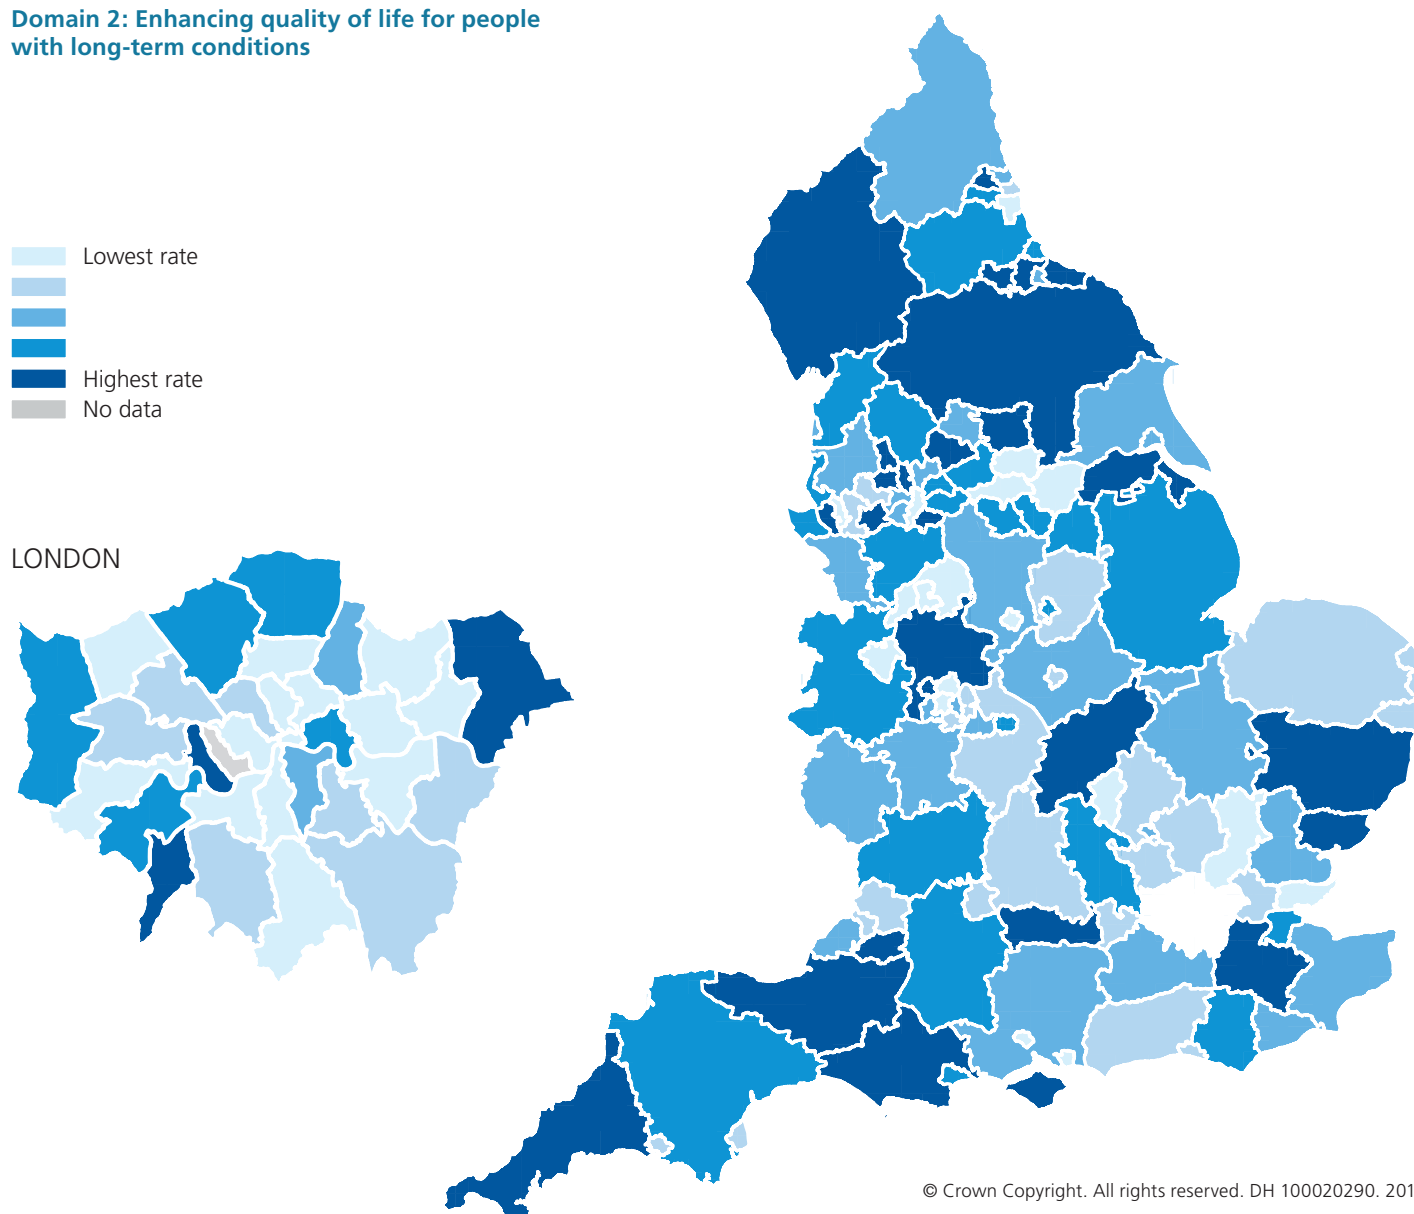 Domain 2: Enhancing quality of life for people
with long-term conditions
Lowest rate
Highest rate
No data
LONDON
© Crown Copyright. All rights reserved. DH 100020290. 201